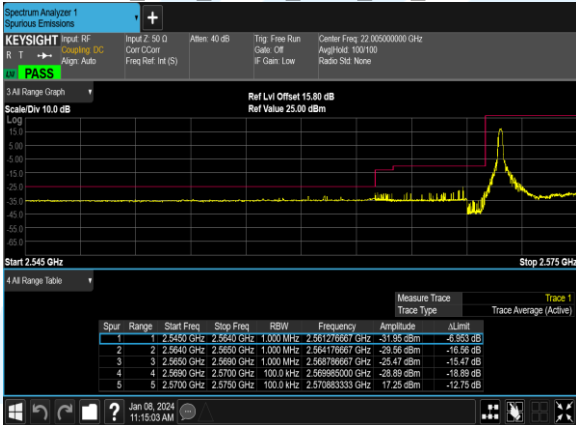 Spectrum Analyzer 1
Spurious Emissions
+
KEYSIGHT Input: RF Input Z: 50 Ω Atten: 40 dB Trig: Free Run Center Freq: 22.005000000 GHz
R T Coupling: DC Corr CCorr Gate: Off Avg|Hold: 100/100
Align: Auto Freq Ref: Int (S) IF Gain: Low Radio Std: None
PASS
3 All Range Graph
Ref Lvl Offset 15.80 dB
Scale/Div 10.0 dB Ref Value 25.00 dBm
Log
15.0
5.00
-5.00
-15.0
-25.0
-35.0
-45.0
-55.0
-65.0
Start 2.545 GHz Stop 2.575 GHz
4 All Range Table
Measure Trace Trace 1
Trace Type Trace Average (Active)
Spur Range Start Freq Stop Freq RBW Frequency Amplitude ΔLimit
1 1 2.5450 GHz 2.5640 GHz 1.000 MHz 2.561276667 GHz -31.95 dBm -6.953 dB
2 2 2.5640 GHz 2.5650 GHz 1.000 MHz 2.564176667 GHz -29.56 dBm -16.56 dB
3 3 2.5650 GHz 2.5690 GHz 1.000 MHz 2.568786667 GHz -25.47 dBm -15.47 dB
4 4 2.5690 GHz 2.5700 GHz 100.0 kHz 2.569985000 GHz -28.89 dBm -18.89 dB
5 5 2.5700 GHz 2.5750 GHz 100.0 kHz 2.570883333 GHz 17.25 dBm -12.75 dB
? Jan 08, 2024
11:15:03 AM